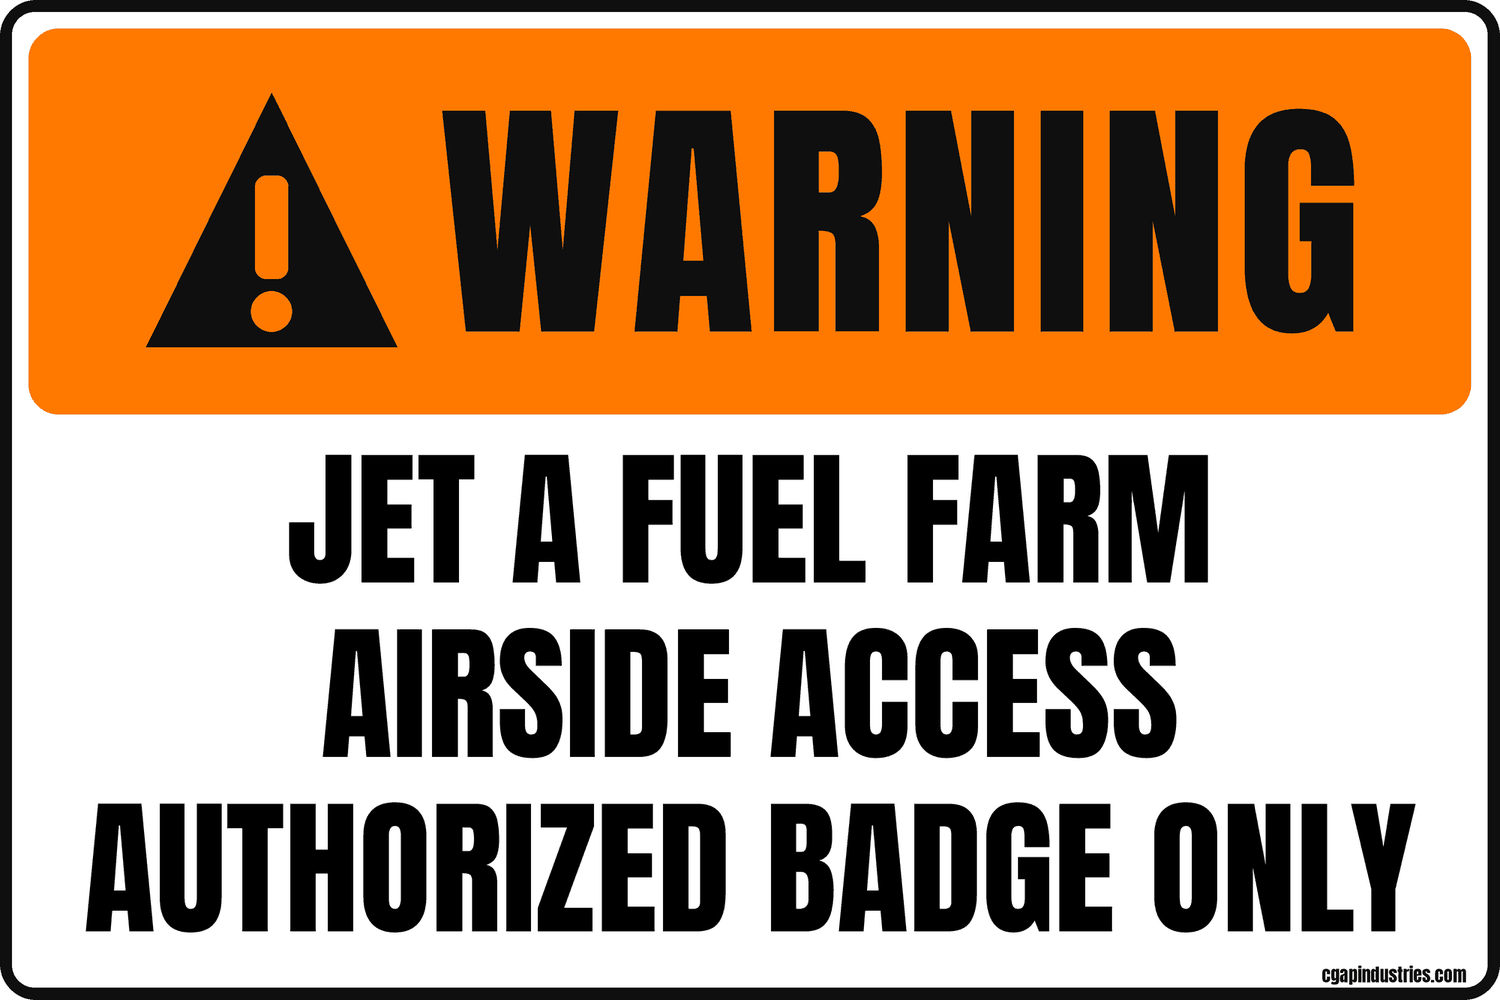 WARNING
JET A FUEL FARM
AIRSIDE ACCESS
AUTHORIZED BADGE ONLY
cgapindustries.com